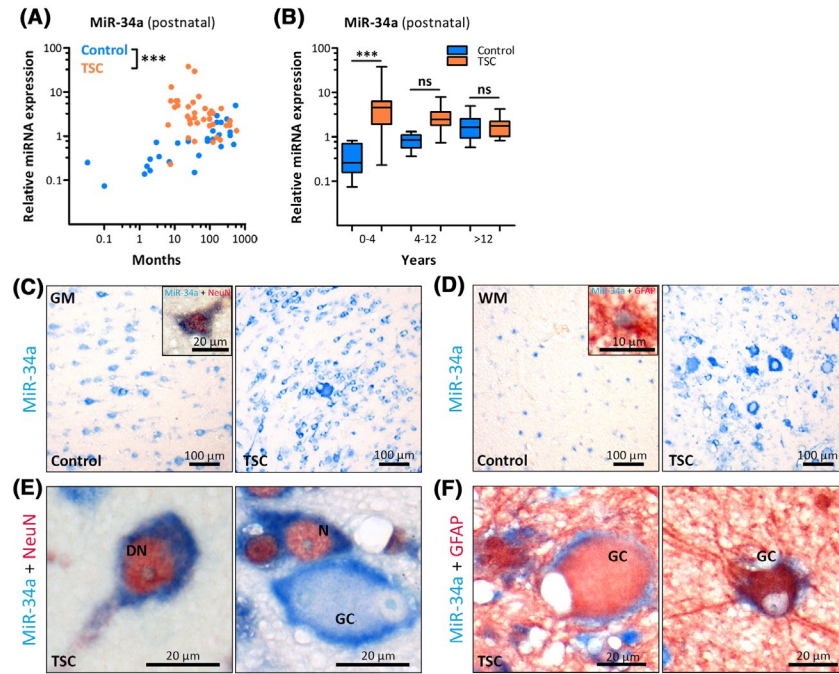 (A)
MiR-34a (postnatal)
Control
TSC
***
Relative miRNA expression
100
10
1
0.1
0.1 1 10 100 1000
Months
(B)
MiR-34a (postnatal)
Control
TSC
***
ns
ns
Relative miRNA expression
100
10
1
0.1
0-4 4-12 >12
Years
(C)
MiR-34a
GM
MiR-34a + NeuN
20 µm
Control
100 µm
TSC
100 µm
(D)
MiR-34a
WM
MiR-34a + GFAP
10 µm
Control
100 µm
TSC
100 µm
(E)
MiR-34a + NeuN
DN
TSC
20 µm
N
GC
20 µm
(F)
MiR-34a + GFAP
GC
TSC
20 µm
GC
20 µm